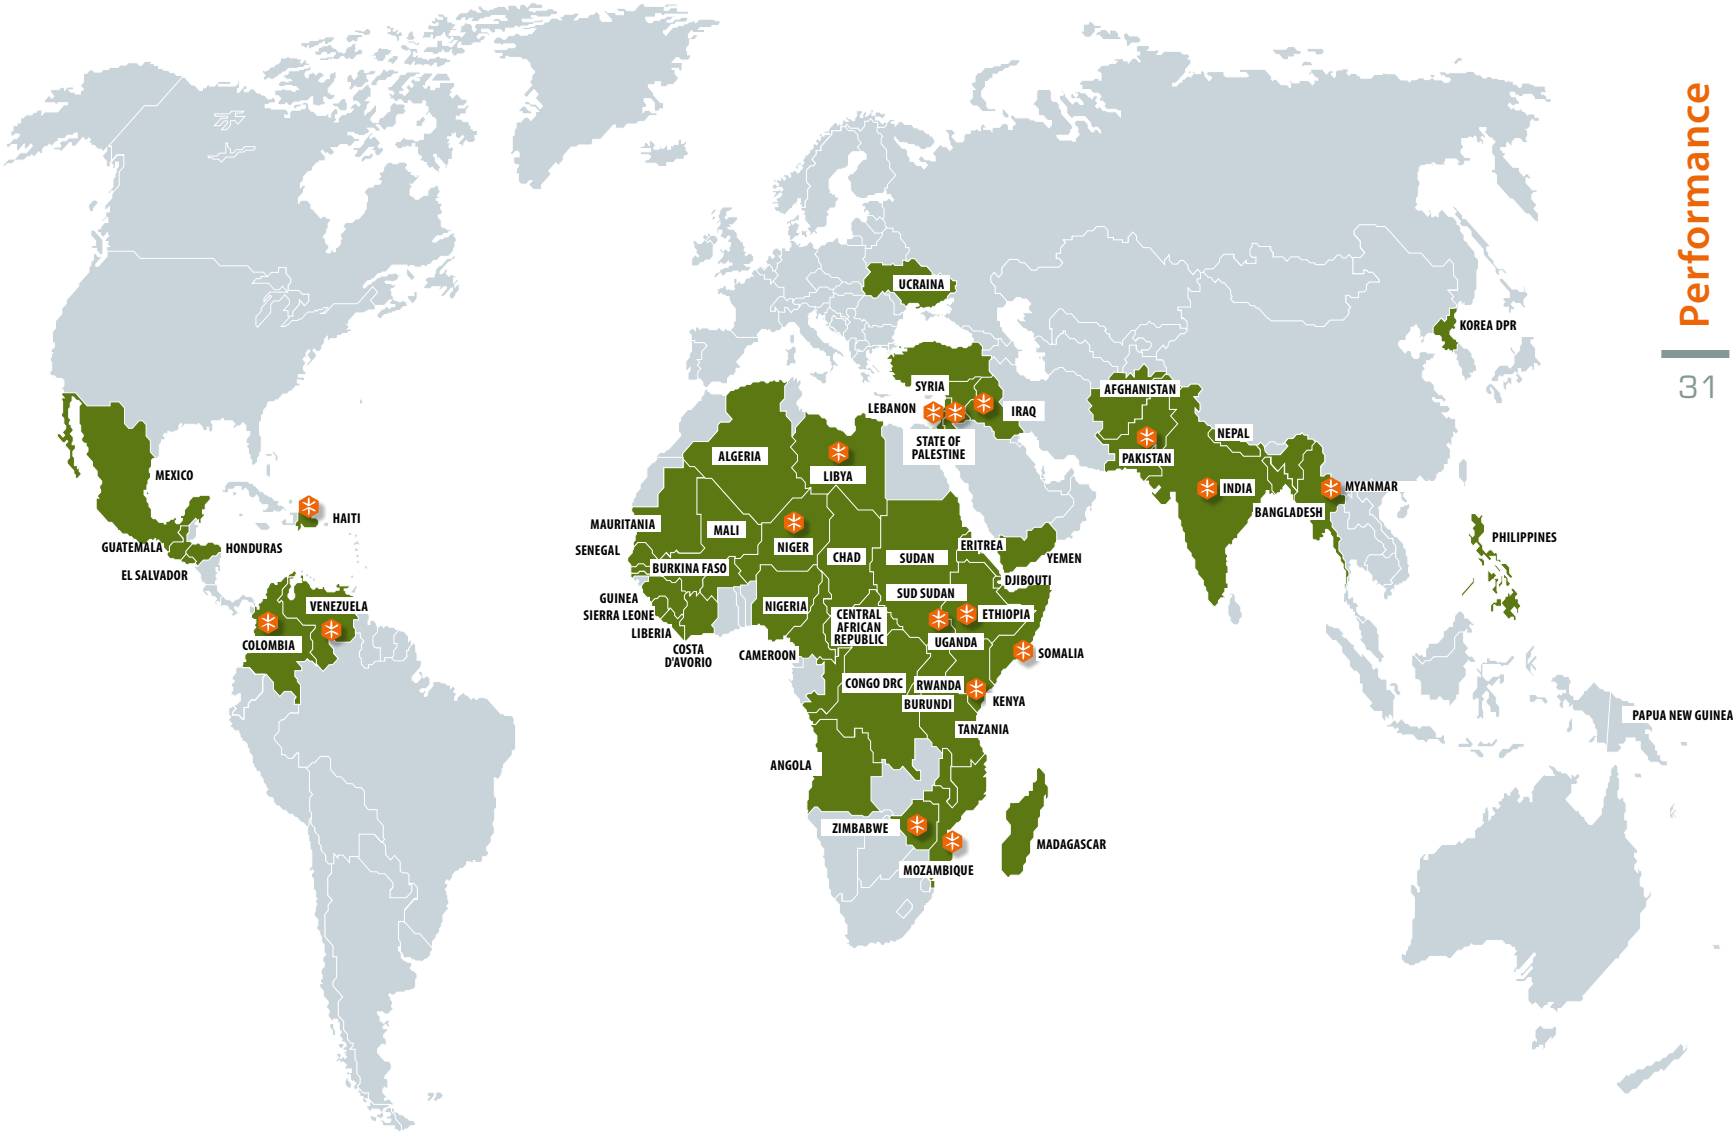 Performance
31
UCRAINA
KOREA DPR
SYRIA
AFGHANISTAN
LEBANON
IRAQ
STATE OF
PALESTINE
NEPAL
ALGERIA
PAKISTAN
MEXICO
LIBYA
INDIA
MYANMAR
BANGLADESH
HAITI
MAURITANIA
MALI
NIGER
PHILIPPINES
GUATEMALA
HONDURAS
SENEGAL
CHAD
SUDAN
ERITREA
YEMEN
EL SALVADOR
BURKINA FASO
DJIBOUTI
GUINEA
SUD SUDAN
VENEZUELA
NIGERIA
SIERRA LEONE
CENTRAL
AFRICAN
REPUBLIC
ETHIOPIA
LIBERIA
UGANDA
COLOMBIA
COSTA
D'AVORIO
CAMEROON
SOMALIA
CONGO DRC
RWANDA
BURUNDI
KENYA
PAPUA NEW GUINEA
TANZANIA
ANGOLA
ZIMBABWE
MADAGASCAR
MOZAMBIQUE